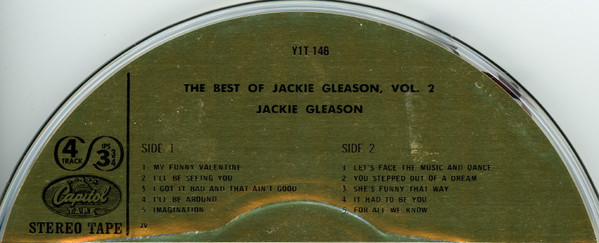 Y1T 146
THE BEST OF JACKIE GLEASON, VOL. 2
JACKIE GLEASON
4 TRACK
IPS 3 3/4
Capitol
STEREO TAPE
SIDE 1
1. MY FUNNY VALENTINE
2. I'LL BE SEEING YOU
3. I GOT IT BAD AND THAT AIN'T GOOD
4. I'LL BE AROUND
5. IMAGINATION
JV
SIDE 2
1. LET'S FACE THE MUSIC AND DANCE
2. YOU STEPPED OUT OF A DREAM
3. SHE'S FUNNY THAT WAY
4. IT HAD TO BE YOU
5. FOR ALL WE KNOW